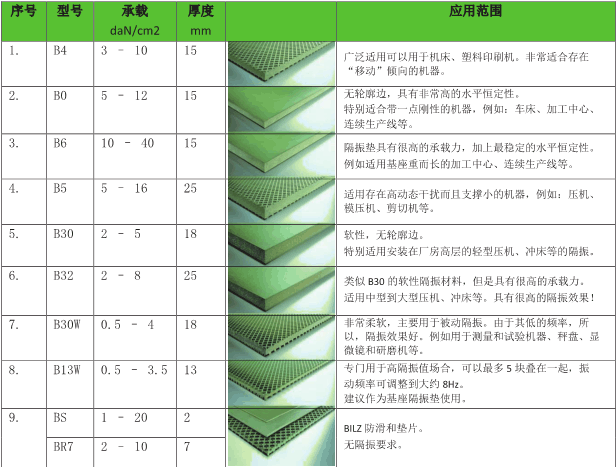 序号 型号 承载 厚度 应用范围
daN/cm2 mm
1. B4 3 - 10 15
广泛适用可以用于机床、塑料印刷机。非常适合存在
“移动”倾向的机器。
2. B0 5 - 12 15
无轮廓边，具有非常高的水平恒定性。
特别适合带一点刚性的机器，例如：车床、加工中心、
连续生产线等。
3. B6 10 - 40 15
隔振垫具有很高的承载力，加上最稳定的水平恒定性。
例如适用基座重而长的加工中心、连续生产线等。
4. B5 5 - 16 25
适用存在高动态干扰而且支撑小的机器，例如：压机、
模压机、剪切机等。
5. B30 2 - 5 18
软性，无轮廓边。
特别适用安装在厂房高层的轻型压机、冲床等的隔振。
6. B32 2 - 8 25
类似 B30 的软性隔振材料，但是具有很高的承载力。
适用中型到大型压机、冲床等。具有很高的隔振效果！
7. B30W 0.5 - 4 18
非常柔软，主要用于被动隔振。由于其低的频率，所
以，隔振效果好。例如用于测量和试验机器、秤盘、显
微镜和研磨机等。
8. B13W 0.5 - 3.5 13
专门用于高隔振值场合，可以最多 5 块叠在一起，振
动频率可调整到大约 8Hz。
建议作为基座隔振垫使用。
9. BS 1 - 20 2
BILZ 防滑和垫片。
无隔振要求。
BR7 2 - 10 7